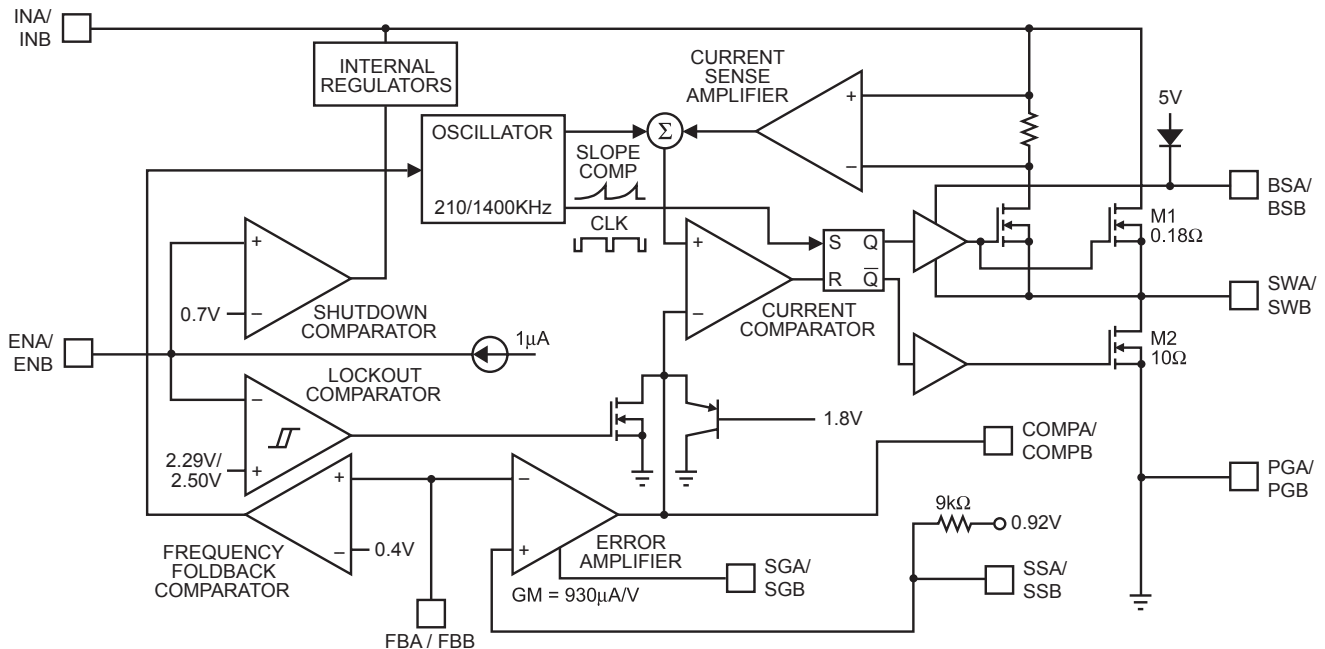 INA/
INB
INTERNAL
REGULATORS
CURRENT
SENSE
AMPLIFIER
+
−
5V
OSCILLATOR
210/1400KHz
Σ
SLOPE
COMP
CLK
BSA/
BSB
M1
0.18Ω
+
−
0.7V
SHUTDOWN
COMPARATOR
+
−
CURRENT
COMPARATOR
S Q
R Q̅
SWA/
SWB
ENA/
ENB
1µA
M2
10Ω
LOCKOUT
COMPARATOR
−
+
2.29V/
2.50V
1.8V
COMPA/
COMPB
PGA/
PGB
+
−
0.4V
FREQUENCY
FOLDBACK
COMPARATOR
−
+
ERROR
AMPLIFIER
GM = 930µA/V
9kΩ
0.92V
SGA/
SGB
SSA/
SSB
FBA / FBB